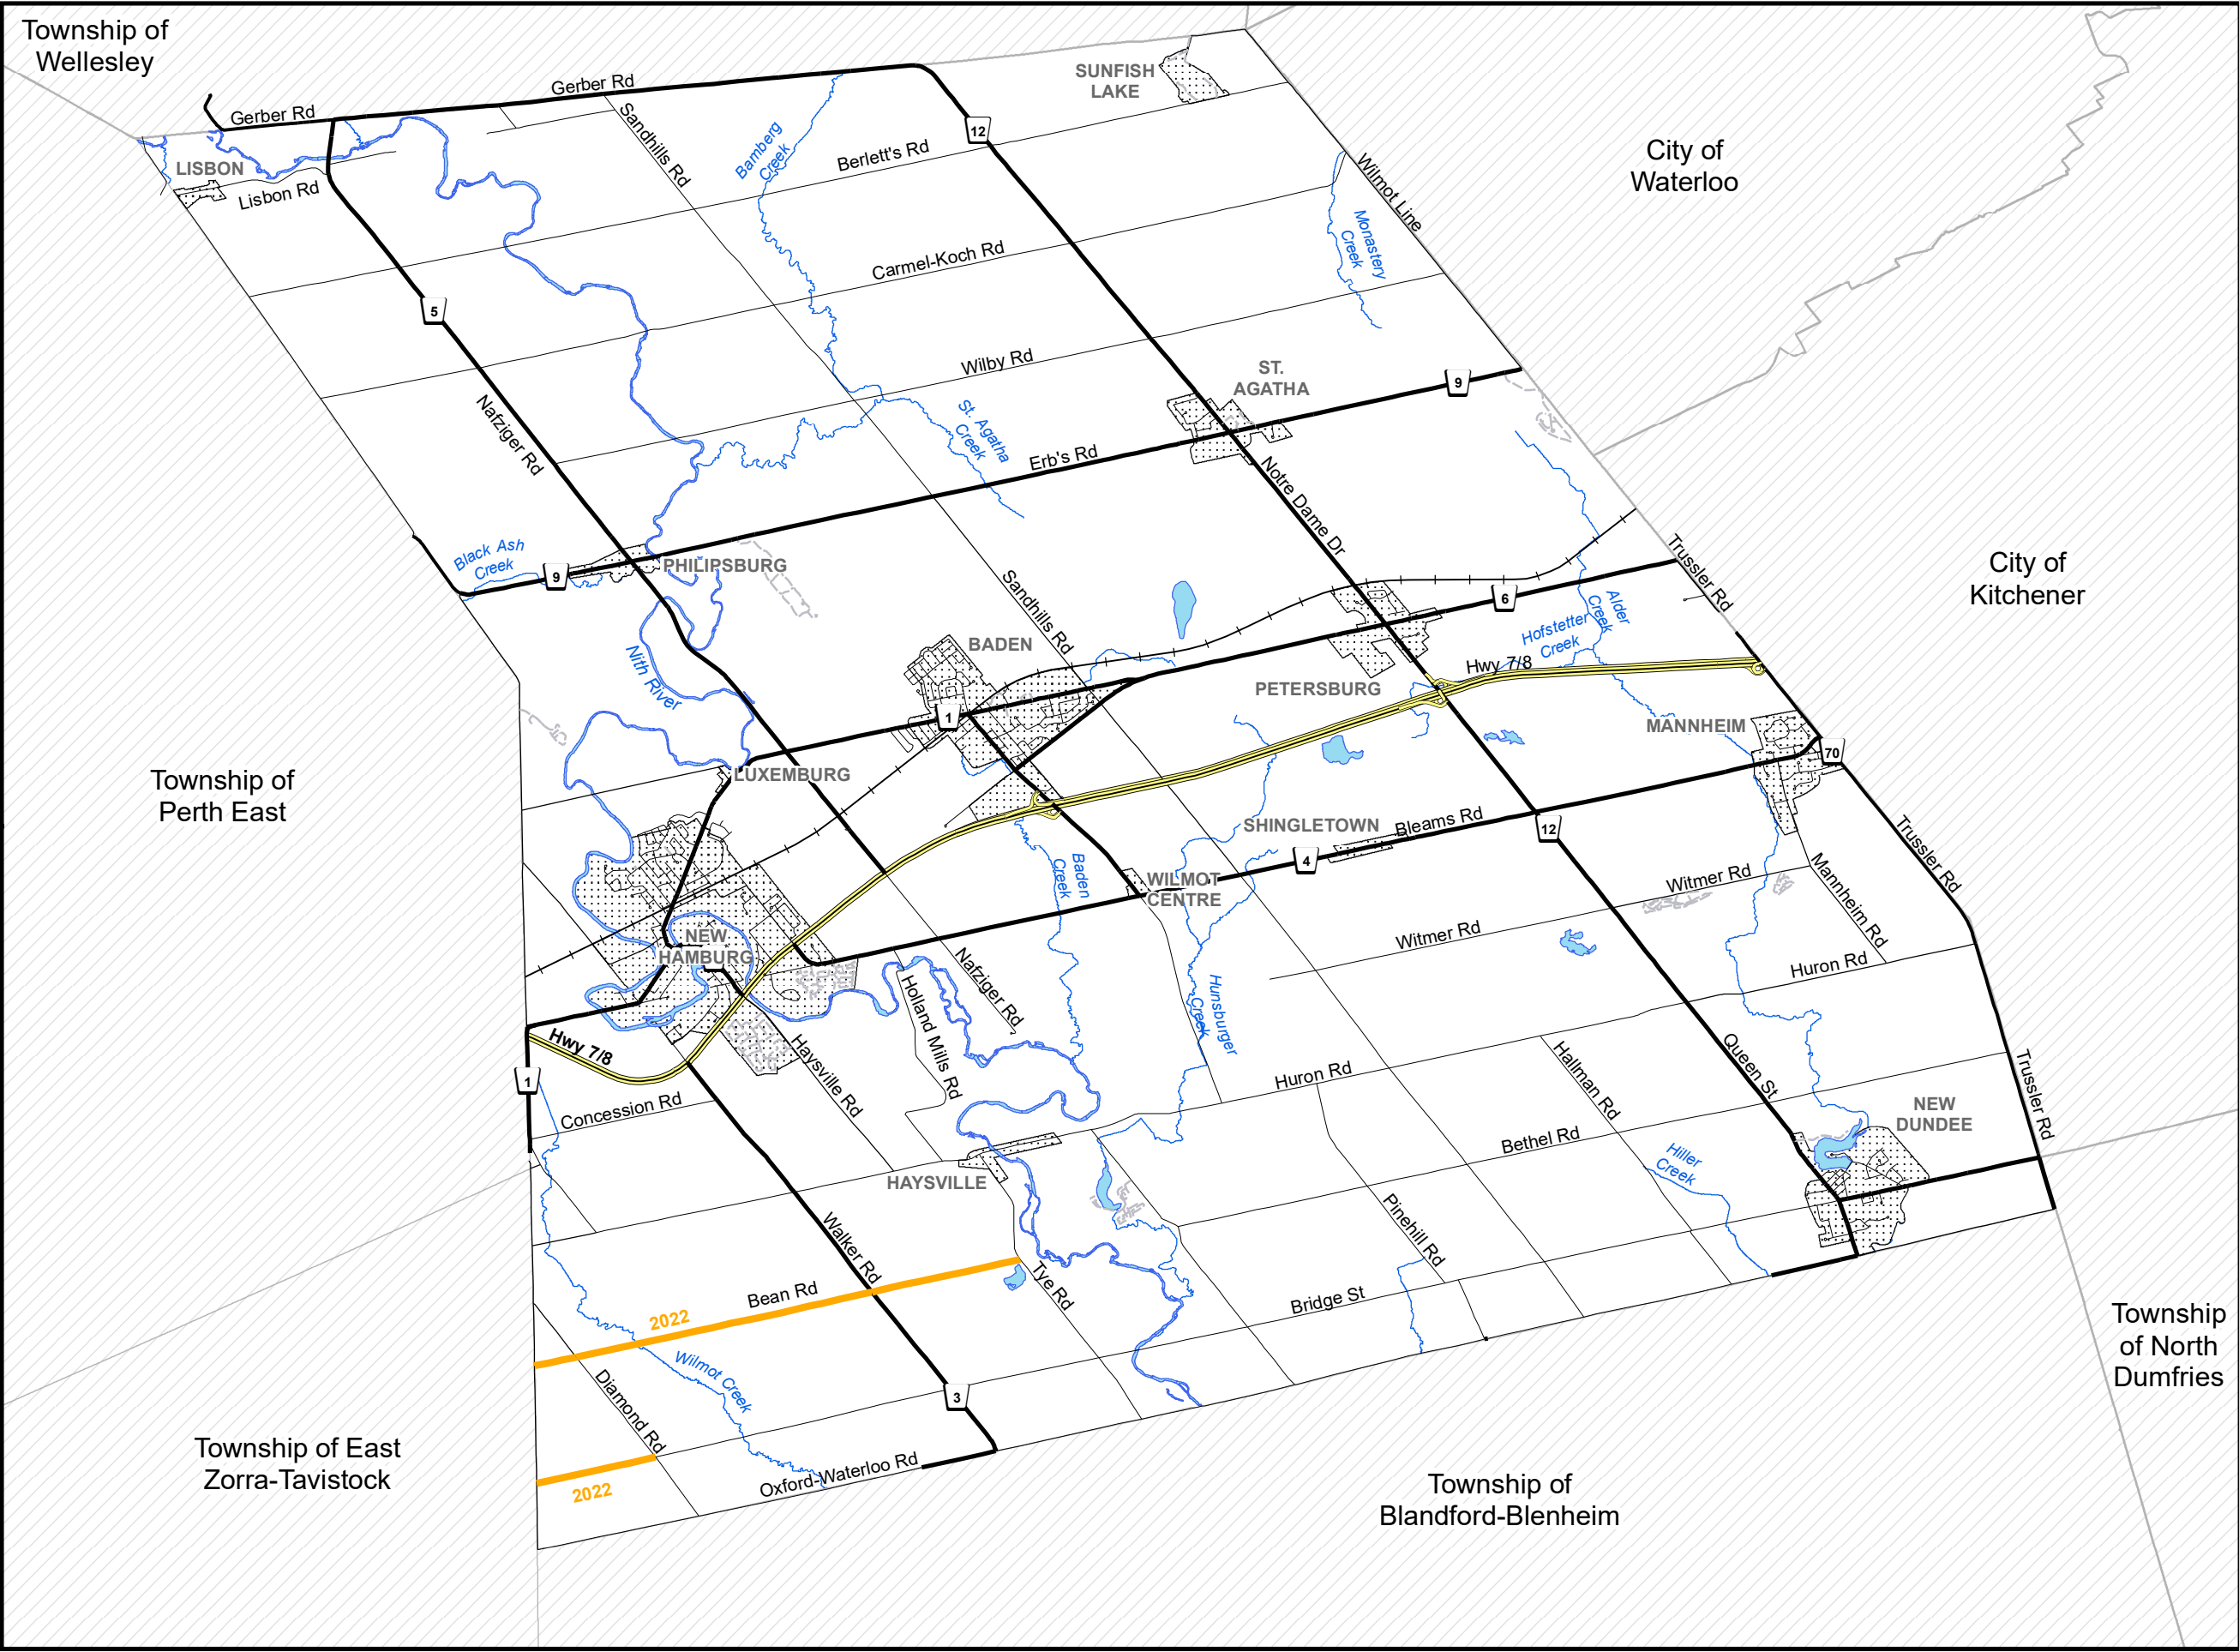 Township of
Wellesley
Gerber Rd
Gerber Rd
SUNFISH
LAKE
12
LISBON
Lisbon Rd
Sandhills Rd
Bamberg
Creek
Berlett's Rd
City of
Waterloo
Wilmot Line
Monastery
Creek
Carmel-Koch Rd
5
Wilby Rd
ST.
AGATHA
9
Nafziger Rd
St. Agatha
Creek
Erb's Rd
Notre Dame Dr
Black Ash
Creek
9
PHILIPSBURG
Sandhills Rd
Trussler Rd
City of
Kitchener
6
Alder
Creek
Hofstetter
Creek
Hwy 7/8
Nith River
BADEN
PETERSBURG
1
MANNHEIM
70
Township of
Perth East
LUXEMBURG
SHINGLETOWN
Bleams Rd
12
4
Trussler Rd
Baden
Creek
WILMOT
CENTRE
Witmer Rd
Mannheim Rd
Witmer Rd
NEW
HAMBURG
Nafziger Rd
Huron Rd
Holland Mills Rd
Hunsburger
Creek
Hwy 7/8
1
Haysville Rd
Huron Rd
Hallman Rd
Queen St
Trussler Rd
Concession Rd
NEW
DUNDEE
Bethel Rd
Hiller
Creek
HAYSVILLE
Pinehill Rd
Walker Rd
Tye Rd
Bean Rd
2022
Bridge St
Township
of North
Dumfries
Wilmot Creek
Diamond Rd
3
Township of East
Zorra-Tavistock
2022
Oxford-Waterloo Rd
Township of
Blandford-Blenheim